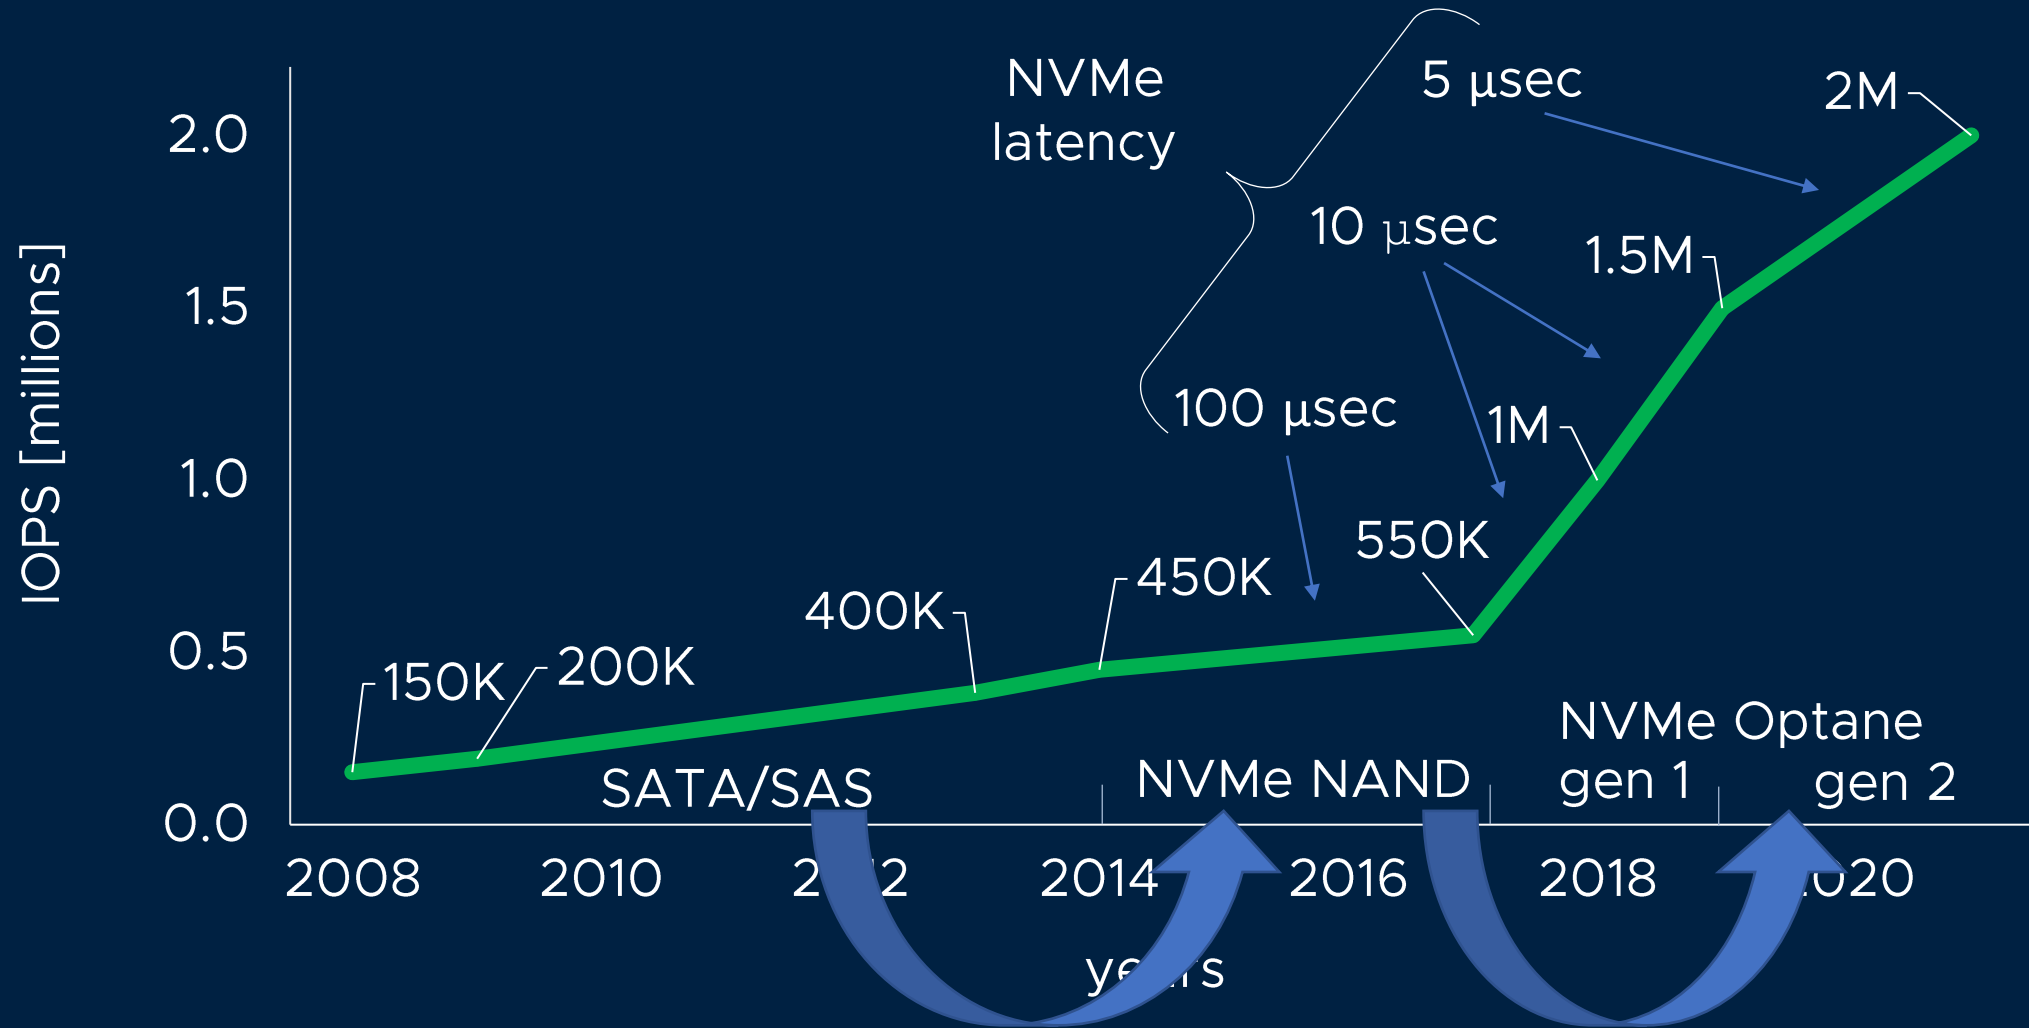 NVMe
latency
5 µsec
2M
2.0
10 µsec
1.5M
1.5
100 µsec
1M
1.0
IOPS [millions]
550K
450K
400K
0.5
200K
150K
NVMe Optane
gen 1
gen 2
NVMe NAND
SATA/SAS
0.0
2008
2010
2014
2016
2018